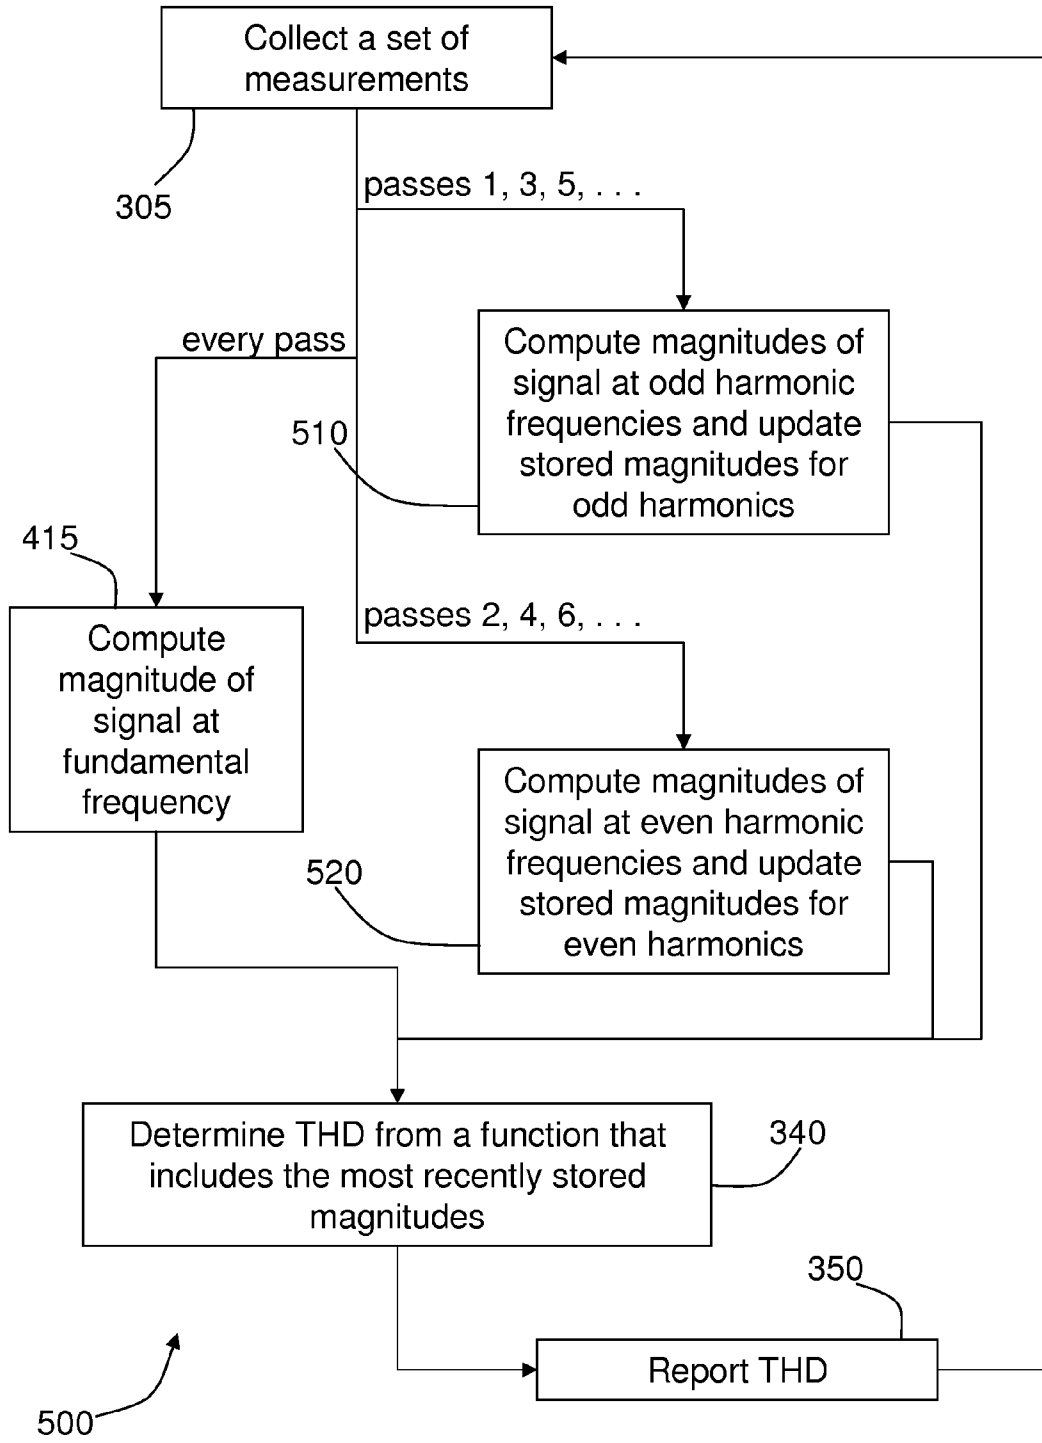 Collect a set of
measurements
305
passes 1, 3, 5, . . .
every pass
Compute magnitudes of
signal at odd harmonic
frequencies and update
stored magnitudes for
odd harmonics
510
415
Compute
magnitude of
signal at
fundamental
frequency
passes 2, 4, 6, . . .
Compute magnitudes of
signal at even harmonic
frequencies and update
stored magnitudes for
even harmonics
520
Determine THD from a function that
includes the most recently stored
magnitudes
340
350
Report THD
500